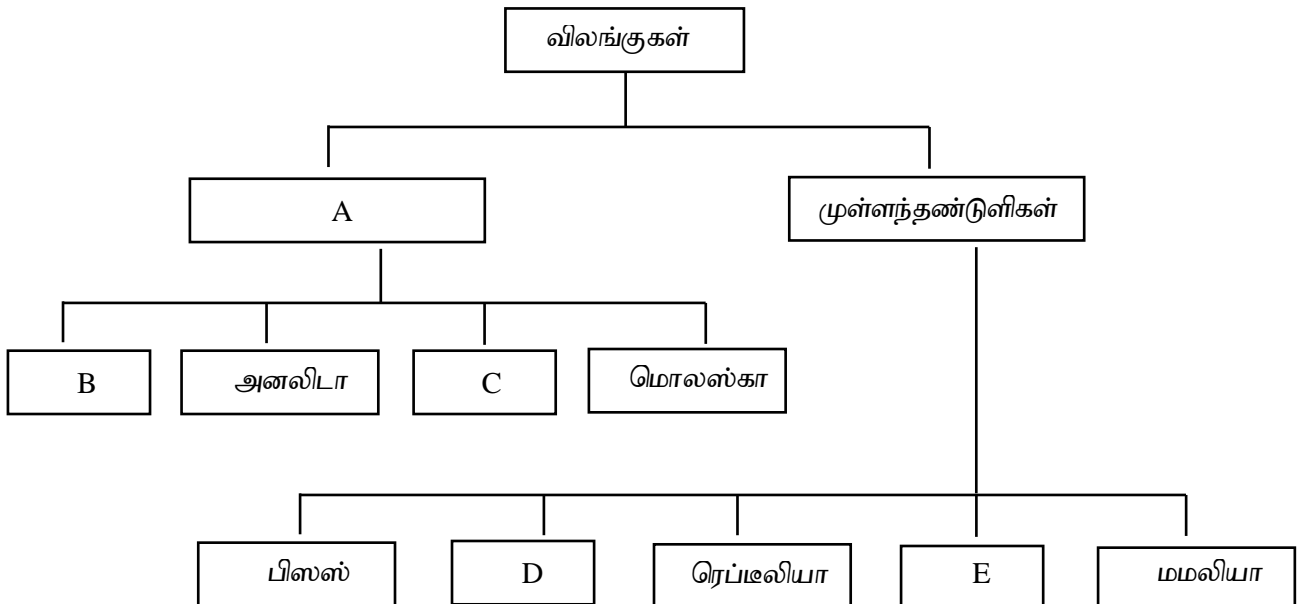 விலங்குகள்
A
முள்ளந்தண்டுளிகள்
B
அனலிடா
C
மொலஸ்கா
பிஸஸ்
D
ரெப்டீலியா
E
மமலியா